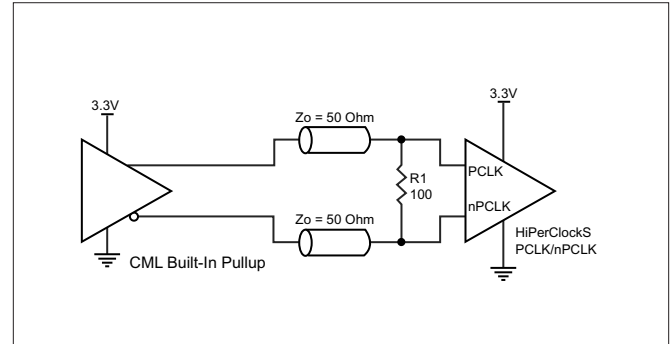 3.3V
Zo = 50 Ohm
3.3V
R1
100
PCLK
nPCLK
Zo = 50 Ohm
HiPerClockS
PCLK/nPCLK
CML Built-In Pullup